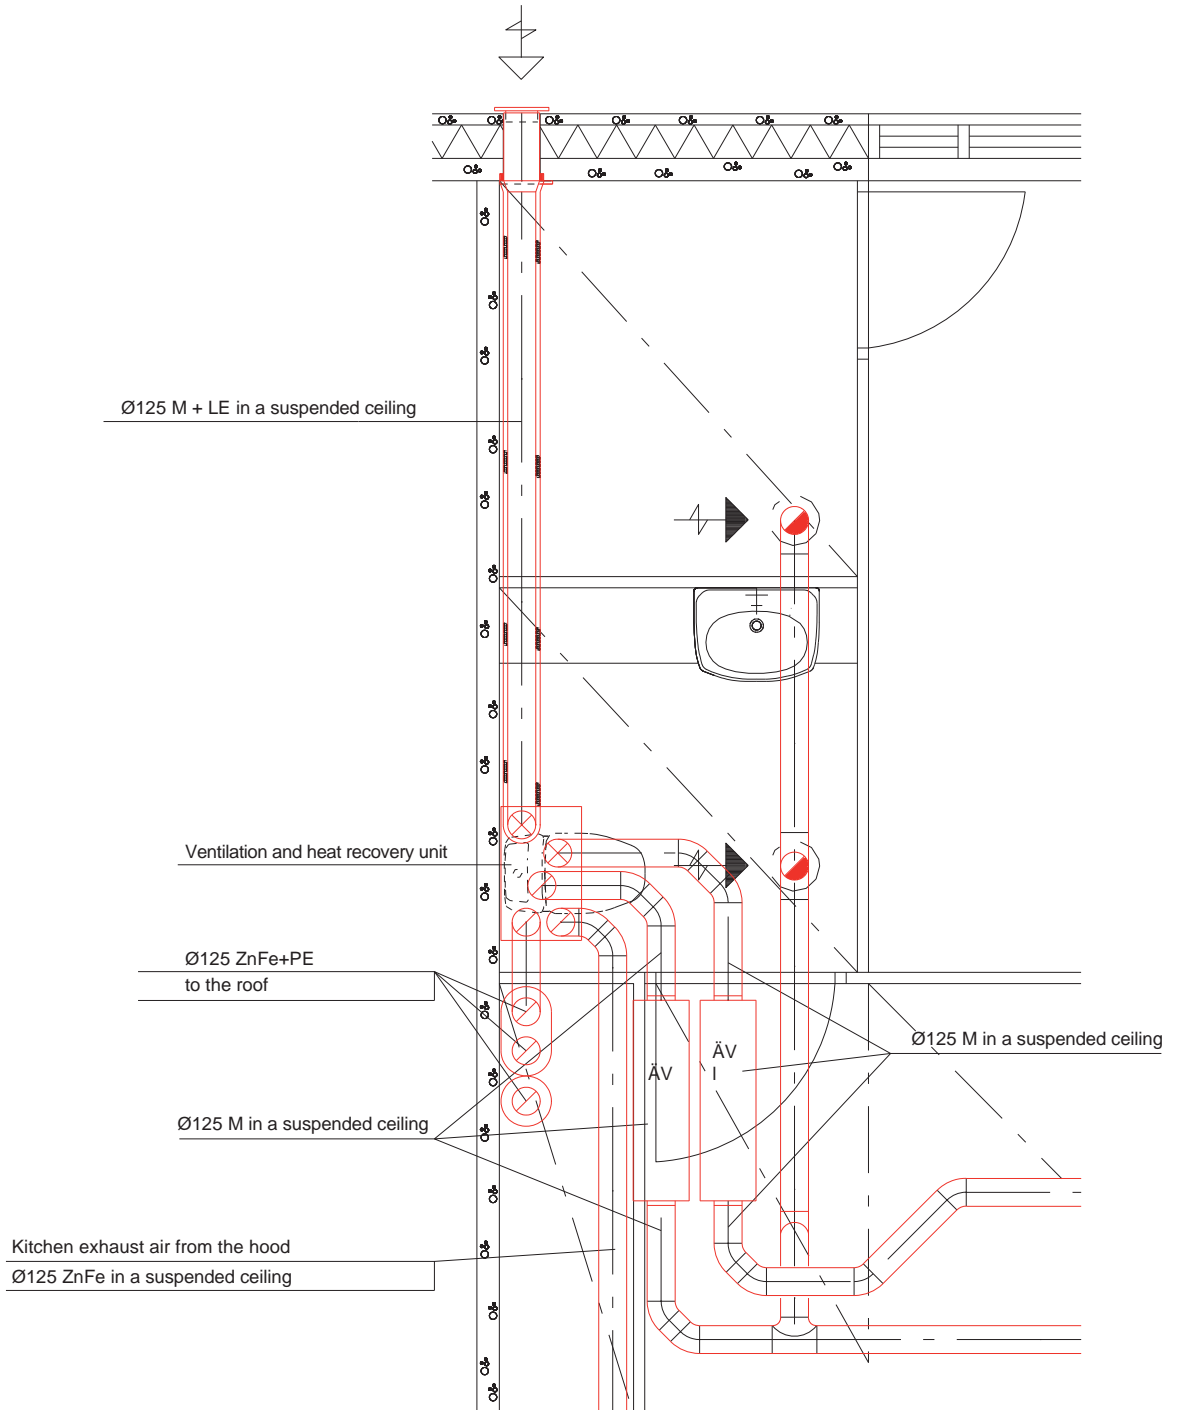 Ø125 M + LE in a suspended ceiling
Ventilation and heat recovery unit
Ø125 ZnFe+PE
to the roof
Ø125 M in a suspended ceiling
ÄV
ÄV
I
Ø125 M in a suspended ceiling
Kitchen exhaust air from the hood
Ø125 ZnFe in a suspended ceiling